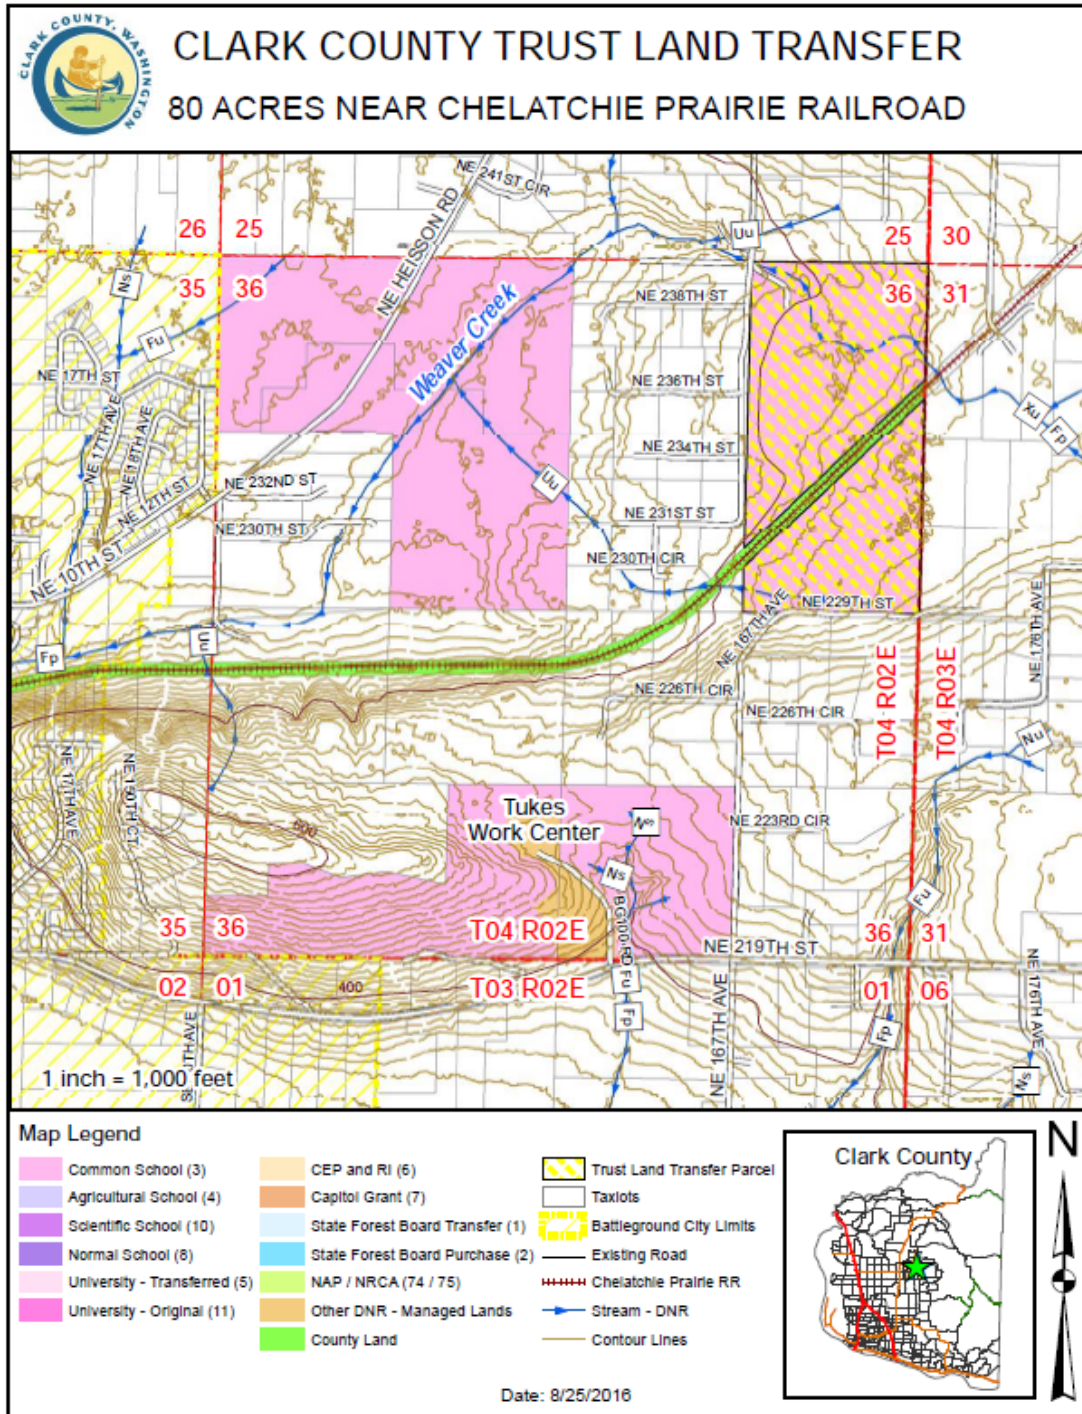 CLARK COUNTY, WASHINGTON
CLARK COUNTY TRUST LAND TRANSFER
80 ACRES NEAR CHELATCHIE PRAIRIE RAILROAD
NE 241ST CIR
NE HEISSON RD
26 25
35 36
25 30
36 31
Uu
Ns
Fu
Weaver Creek
NE 238TH ST
NE 17TH ST
NE 236TH ST
NE 17TH AVE
NE 18TH AVE
NE 234TH ST
Xu
Fp
NE 12TH ST
NE 232ND ST
Uu
NE 231ST ST
NE 230TH ST
NE 10TH ST
NE 230TH CIR
NE 229TH ST
NE 167TH AVE
NE 176TH AVE
Fp
Uu
NE 226TH CIR
NE 226TH CIR
T04 R02E
T04 R03E
Nu
NE 17TH AVE
600
Tukes
Work Center
Ns
NE 223RD CIR
Ns
Fu
BG100 RD
35 36
T04 R02E
NE 219TH ST
36 31
02 01
400
T03 R02E
Fu
Fp
01 06
NE 167TH AVE
NE 176TH AVE
Fp
Ns
1 inch = 1,000 feet
Map Legend
Common School (3)
Agricultural School (4)
Scientific School (10)
Normal School (8)
University - Transferred (5)
University - Original (11)
CEP and RI (6)
Capitol Grant (7)
State Forest Board Transfer (1)
State Forest Board Purchase (2)
NAP / NRCA (74 / 75)
Other DNR - Managed Lands
County Land
Trust Land Transfer Parcel
Taxlots
Battleground City Limits
Existing Road
Chelatchie Prairie RR
Stream - DNR
Contour Lines
Clark County
N
Date: 8/25/2016